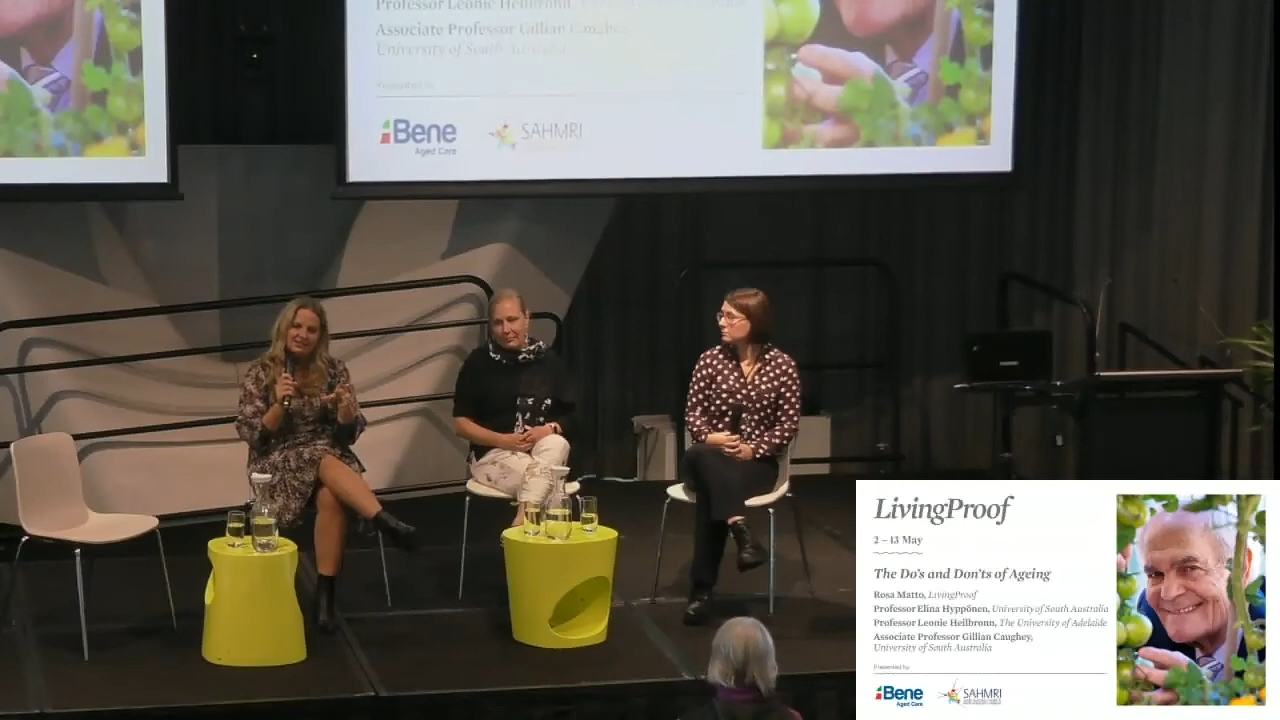 Professor Leonie Heilbronn,
Associate Professor Gillian Caughey,
University of South Australia
Presented by
Bene
Aged Care
SAHMRI
LivingProof
2 – 13 May
The Do's and Don'ts of Ageing
Rosa Matto, LivingProof
Professor Elina Hyppönen, University of South Australia
Professor Leonie Heilbronn, The University of Adelaide
Associate Professor Gillian Caughey,
University of South Australia
Presented by
Bene
Aged Care
SAHMRI